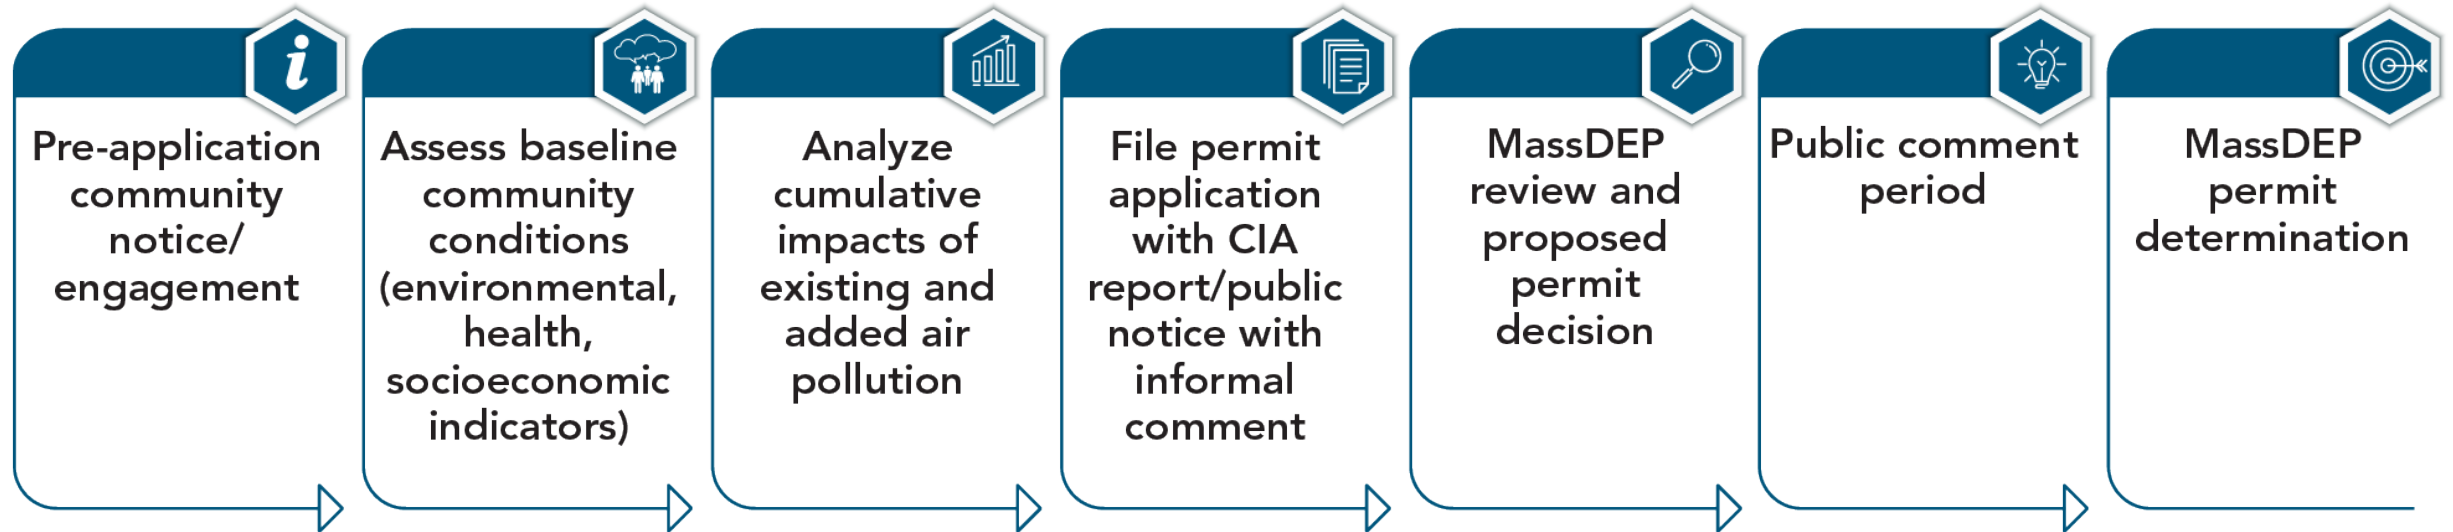 Pre-application
community
notice/
engagement
Assess baseline
community
conditions
(environmental,
health,
socioeconomic
indicators)
Analyze
cumulative
impacts of
existing and
added air
pollution
File permit
application
with CIA
report/public
notice with
informal
comment
MassDEP
review and
proposed
permit
decision
Public comment
period
MassDEP
permit
determination